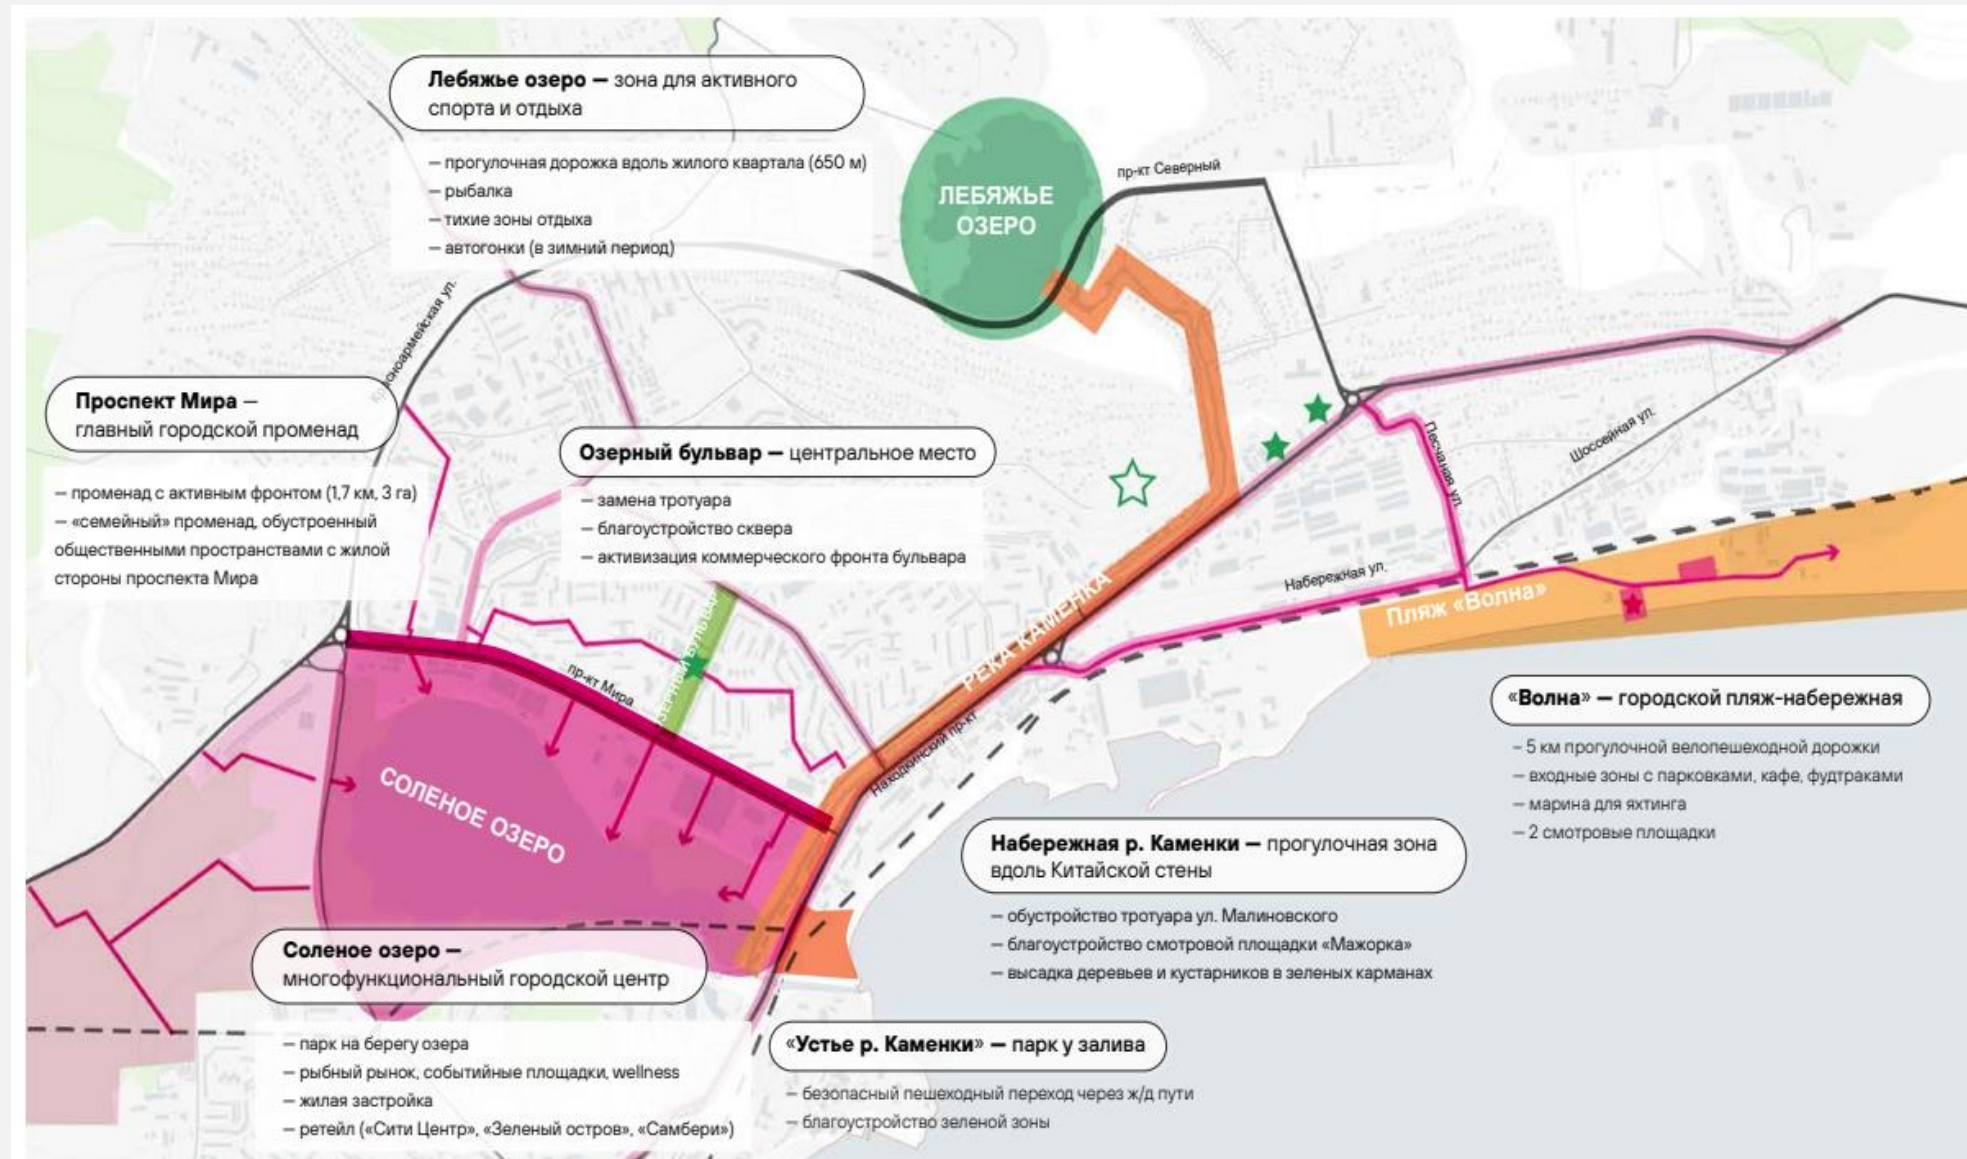 Лебяжье озеро — зона для активного
спорта и отдыха
— прогулочная дорожка вдоль жилого квартала (650 м)
— рыбалка
— тихие зоны отдыха
— автогонки (в зимний период)
ЛЕБЯЖЬЕ
ОЗЕРО
пр-кт Северный
Красноармейская ул.
Проспект Мира —
главный городской променад
— променад с активным фронтом (1,7 км, 3 га)
— «семейный» променад, обустроенный
общественными пространствами с жилой
стороны проспекта Мира
Озерный бульвар — центральное место
— замена тротуара
— благоустройство сквера
— активизация коммерческого фронта бульвара
Песчаная ул.
Шоссейная ул.
Набережная ул.
Пляж «Волна»
РЕКА КАМЕНКА
ОЗЕРНЫЙ БУЛЬВАР
пр-кт Мира
Находкинский пр-кт
СОЛЕНОЕ ОЗЕРО
«Волна» — городской пляж-набережная
— 5 км прогулочной велопешеходной дорожки
— входные зоны с парковками, кафе, фудтраками
— марина для яхтинга
— 2 смотровые площадки
Набережная р. Каменки — прогулочная зона
вдоль Китайской стены
— обустройство тротуара ул. Малиновского
— благоустройство смотровой площадки «Мажорка»
— высадка деревьев и кустарников в зеленых карманах
Соленое озеро —
многофункциональный городской центр
— парк на берегу озера
— рыбный рынок, событийные площадки, wellness
— жилая застройка
— ретейл («Сити Центр», «Зеленый остров», «Самбери»)
«Устье р. Каменки» — парк у залива
— безопасный пешеходный переход через ж/д пути
— благоустройство зеленой зоны